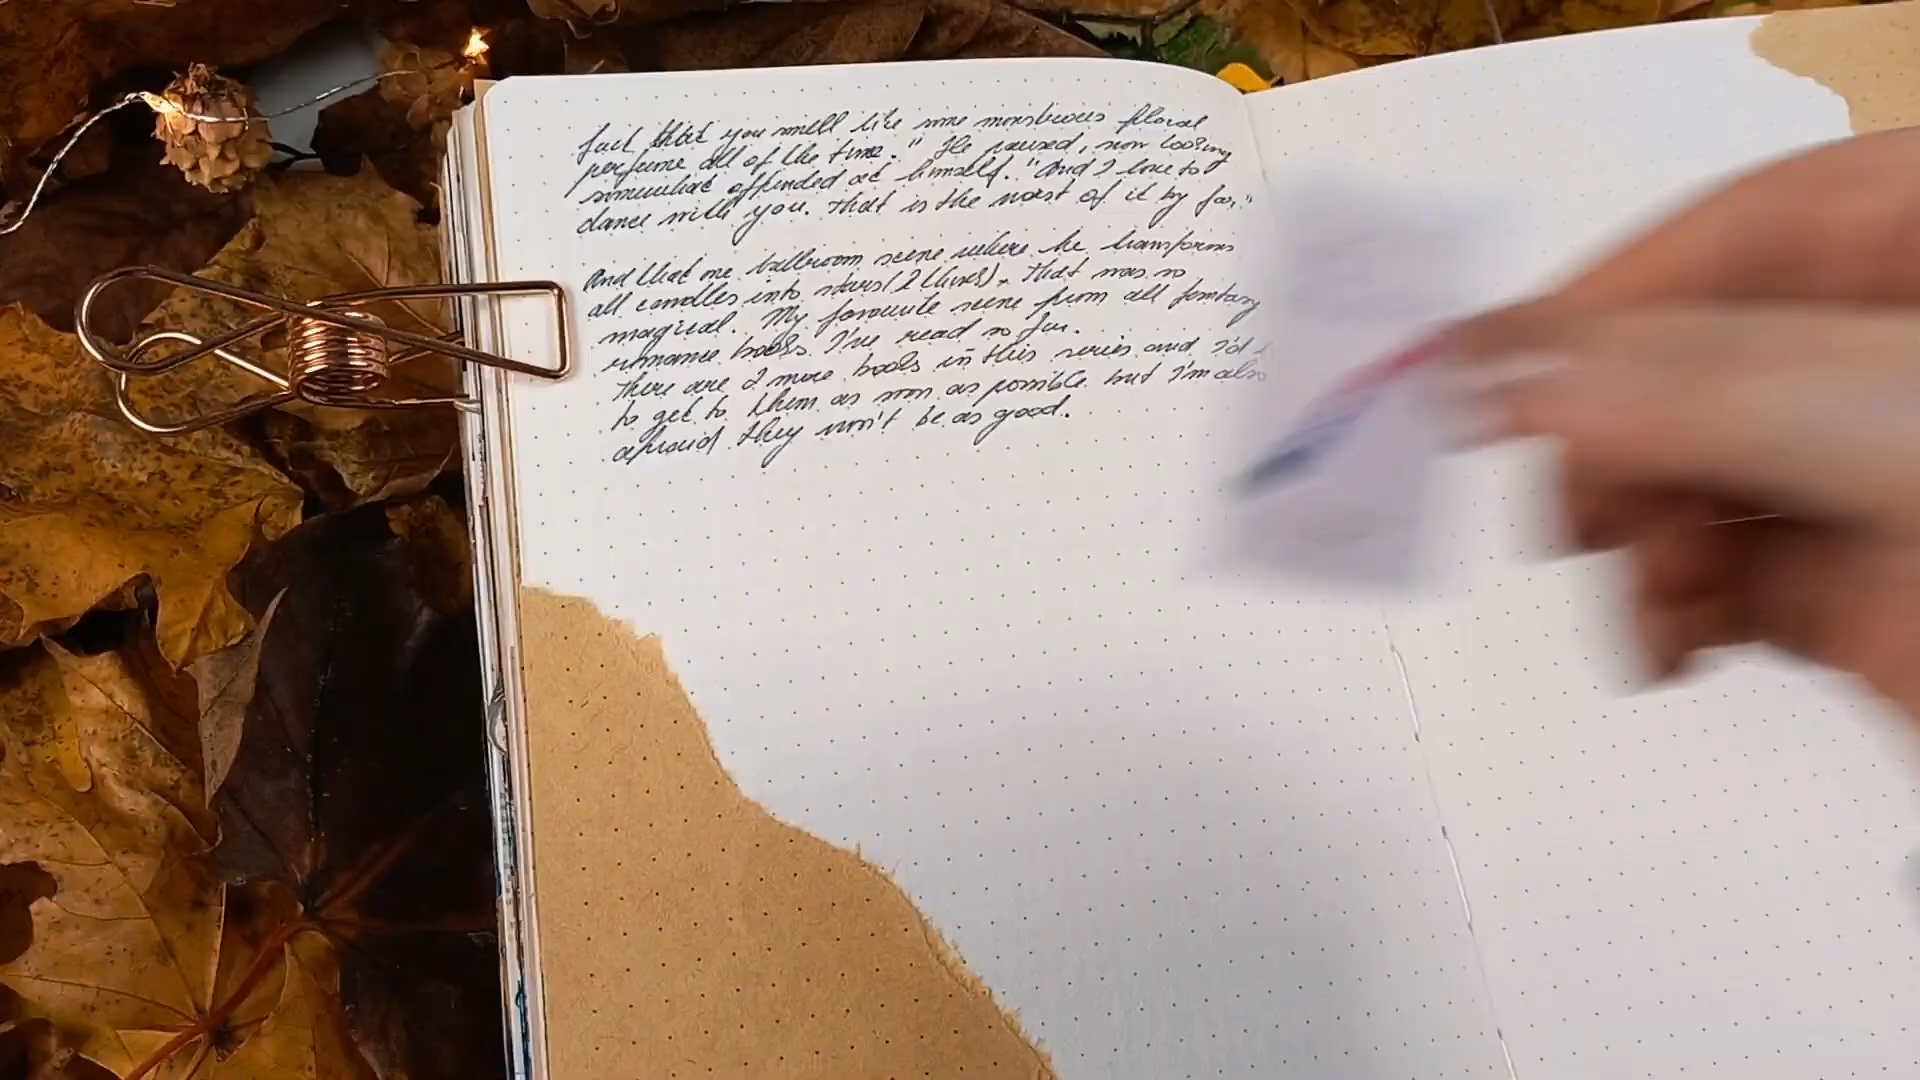 fact that you smell like some monstrous floral
perfume all of the time." He paused, now looking
somewhat offended at himself. "And I love to
dance with you. That is the worst of it by far."
And that one ballroom scene where he transforms
all candles into stars (2 lines). That was so
magical. My favourite scene from all fantasy
romance books I've read so far.
There are 2 more books in this series and I'd
to get to them as soon as possible but I'm also
afraid they won't be as good.